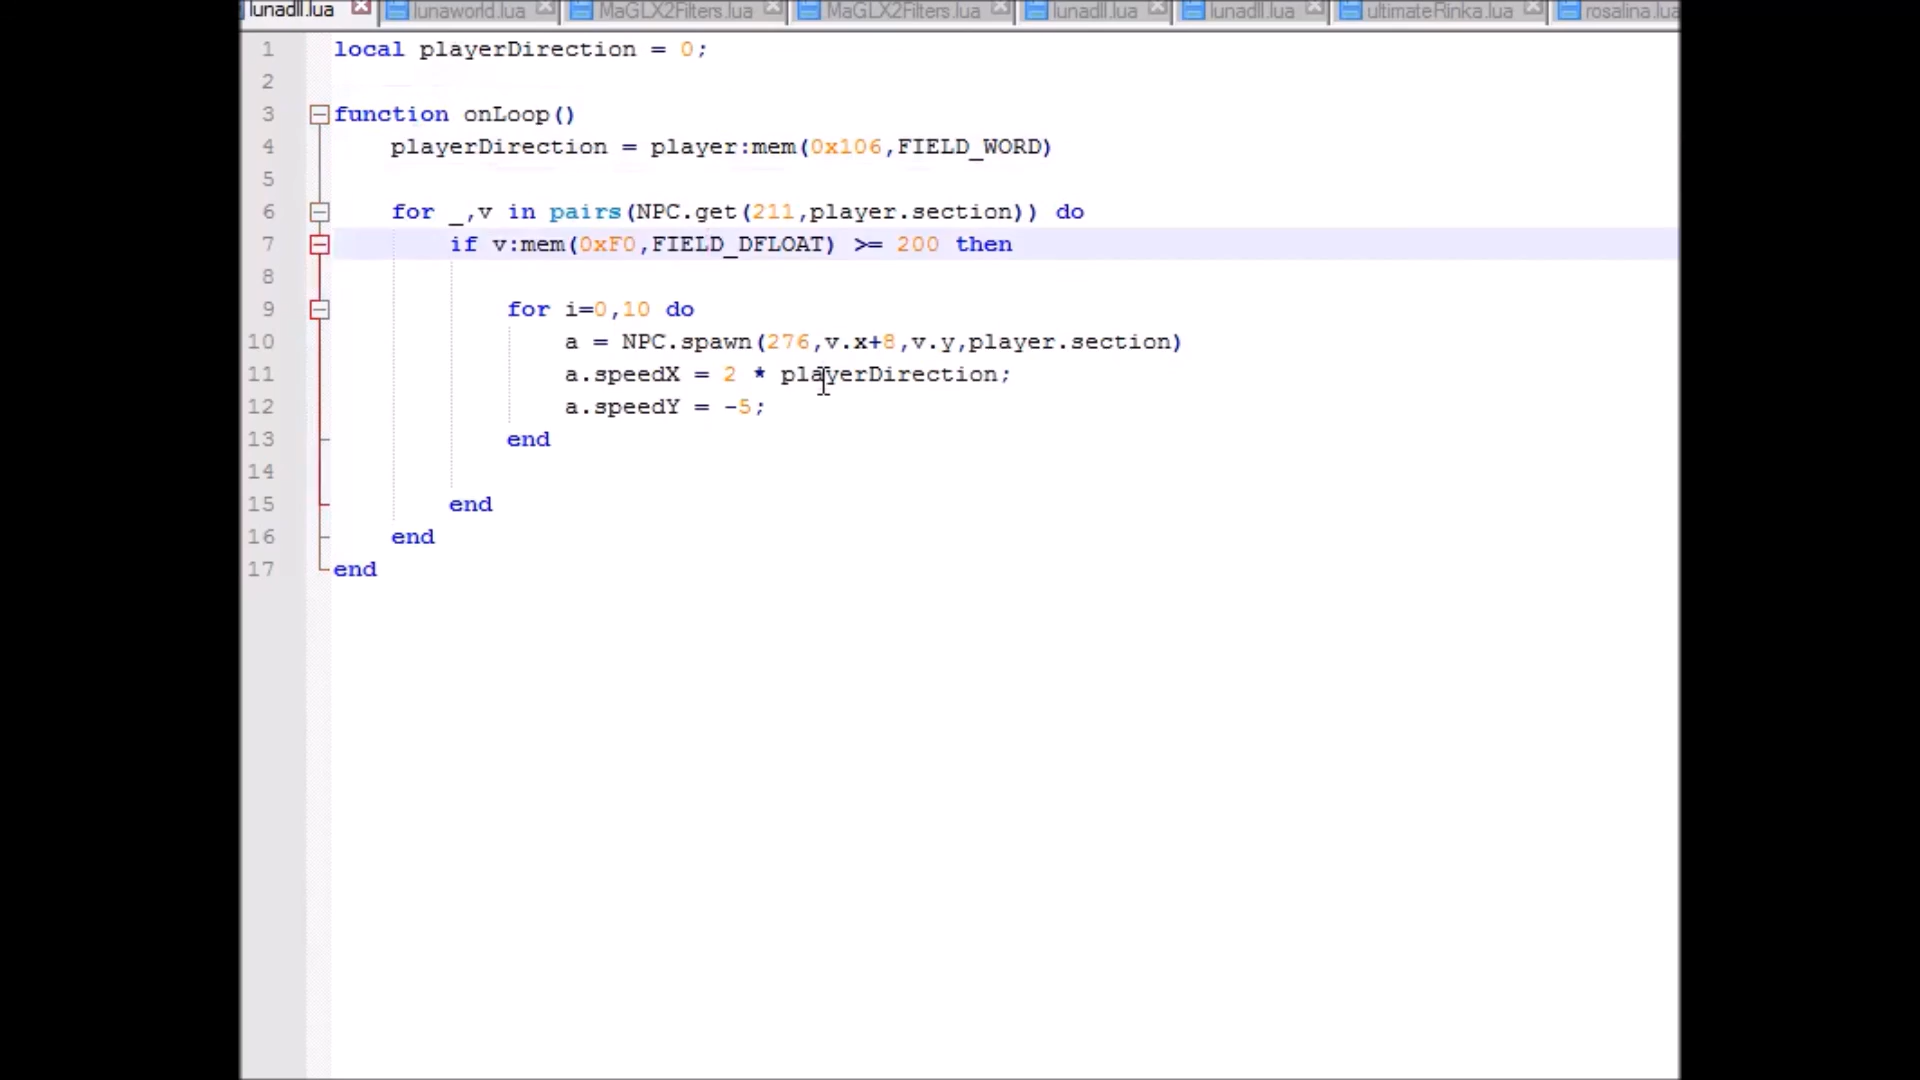 lunadll.lua lunaworld.lua MaGLX2Filters.lua MaGLX2Filters.lua lunadll.lua lunadll.lua ultimateRinka.lua rosalina.lua
1 local playerDirection = 0;
2
3 function onLoop()
4 playerDirection = player:mem(0x106,FIELD_WORD)
5
6 for _,v in pairs(NPC.get(211,player.section)) do
7 if v:mem(0xF0,FIELD_DFLOAT) >= 200 then
8
9 for i=0,10 do
10 a = NPC.spawn(276,v.x+8,v.y,player.section)
11 a.speedX = 2 * playerDirection;
12 a.speedY = -5;
13 end
14
15 end
16 end
17 end